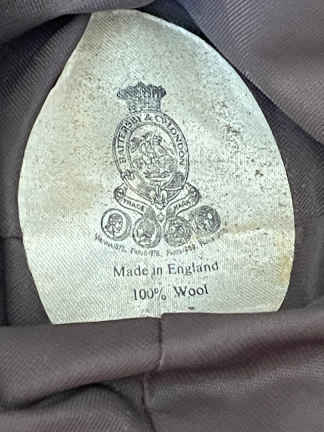 BATTERSBY & Co LONDON
TRADE MARK
Made in England
100% Wool